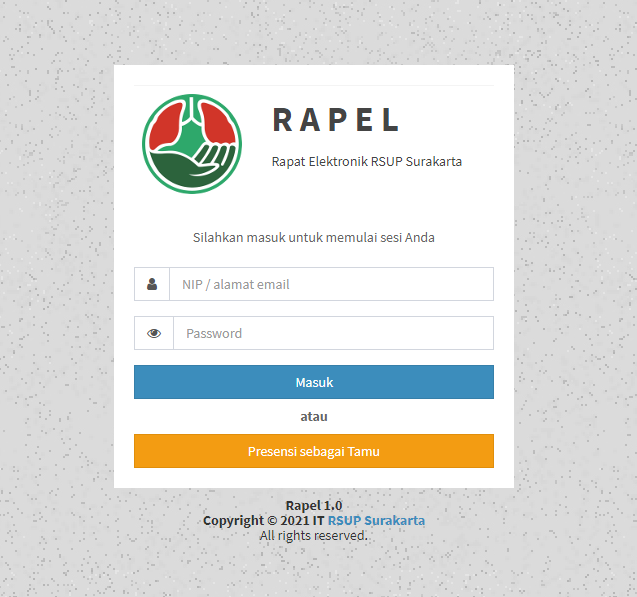 R A P E L
Rapat Elektronik RSUP Surakarta
Silahkan masuk untuk memulai sesi Anda
NIP / alamat email
Password
Masuk
atau
Presensi sebagai Tamu
Rapel 1.0
Copyright © 2021 IT RSUP Surakarta
All rights reserved.